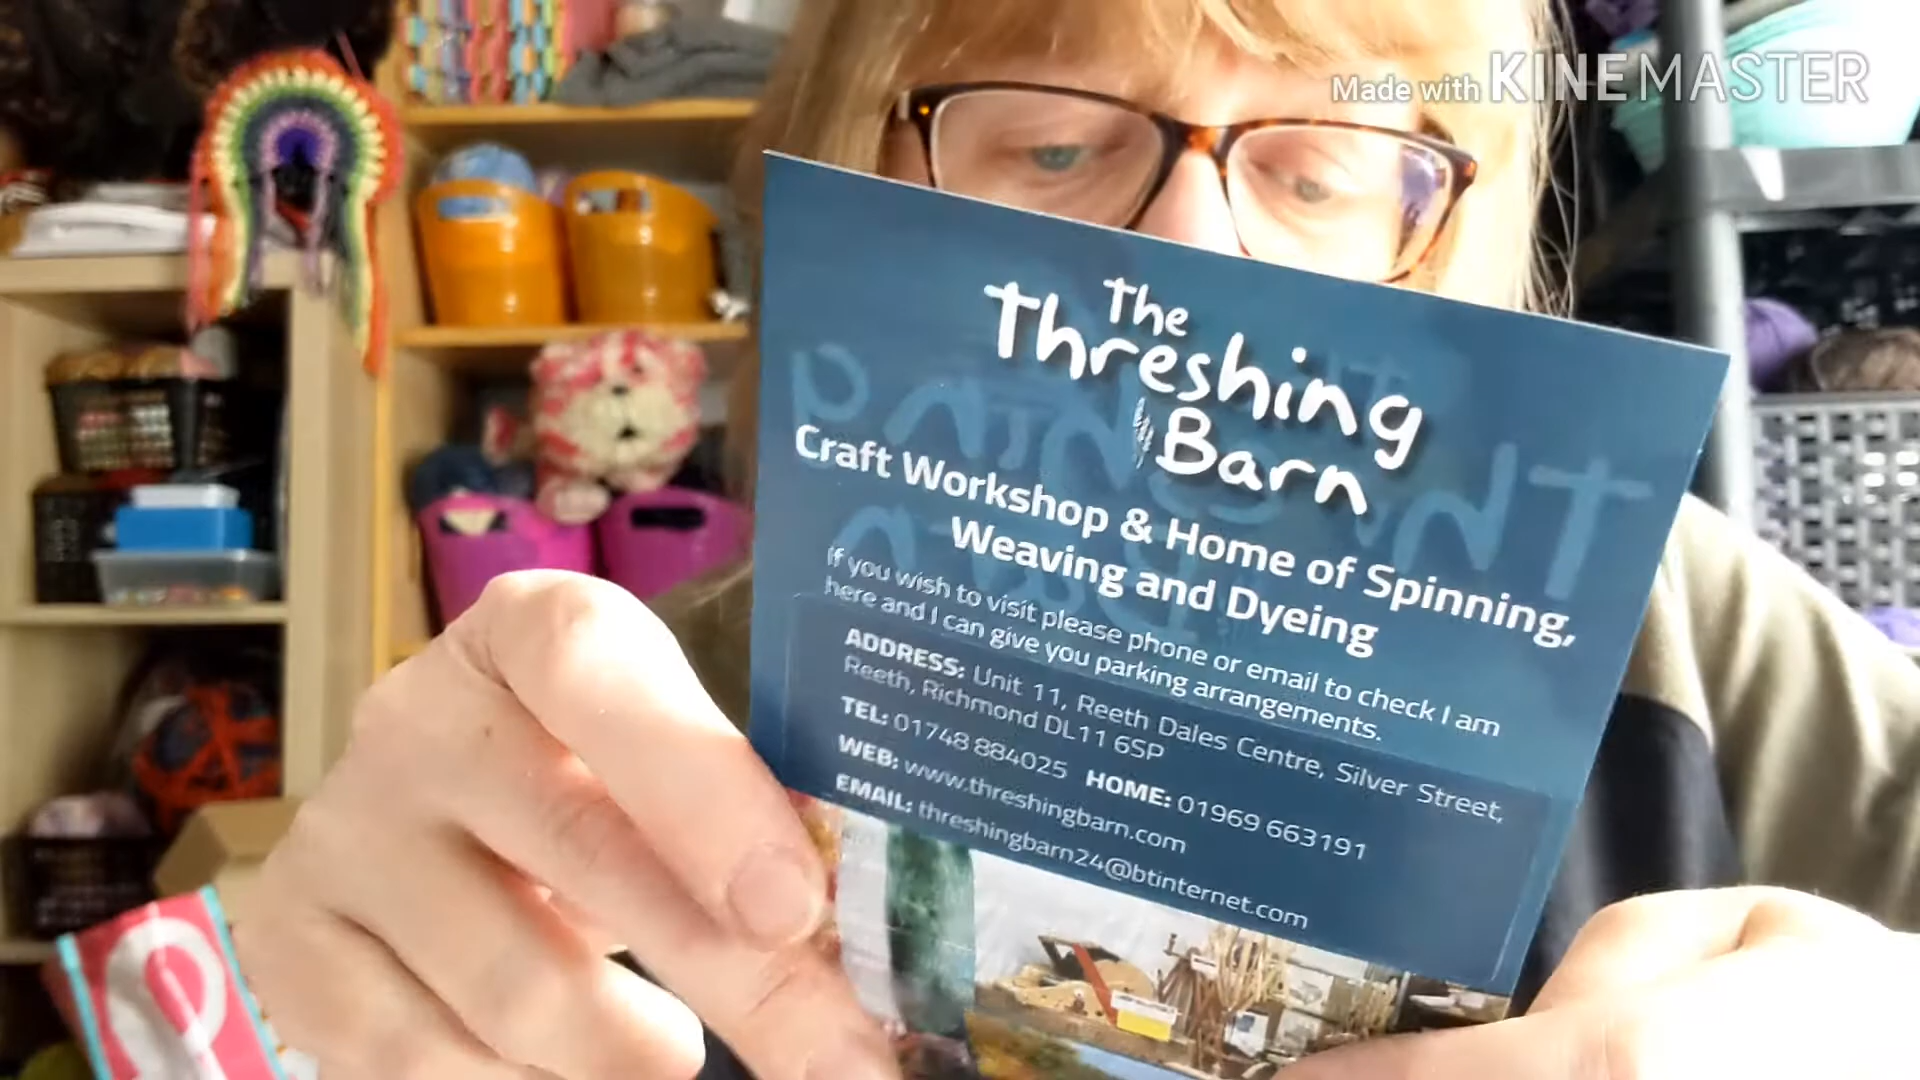 Made with KINEMASTER
The
Threshing
Barn
Craft Workshop & Home of Spinning,
Weaving and Dyeing
If you wish to visit please phone or email to check I am
here and I can give you parking arrangements.
ADDRESS: Unit 11, Reeth Dales Centre, Silver Street,
Reeth, Richmond DL11 6SP
TEL: 01748 884025 HOME: 01969 663191
WEB: www.threshingbarn.com
EMAIL: threshingbarn24@btinternet.com